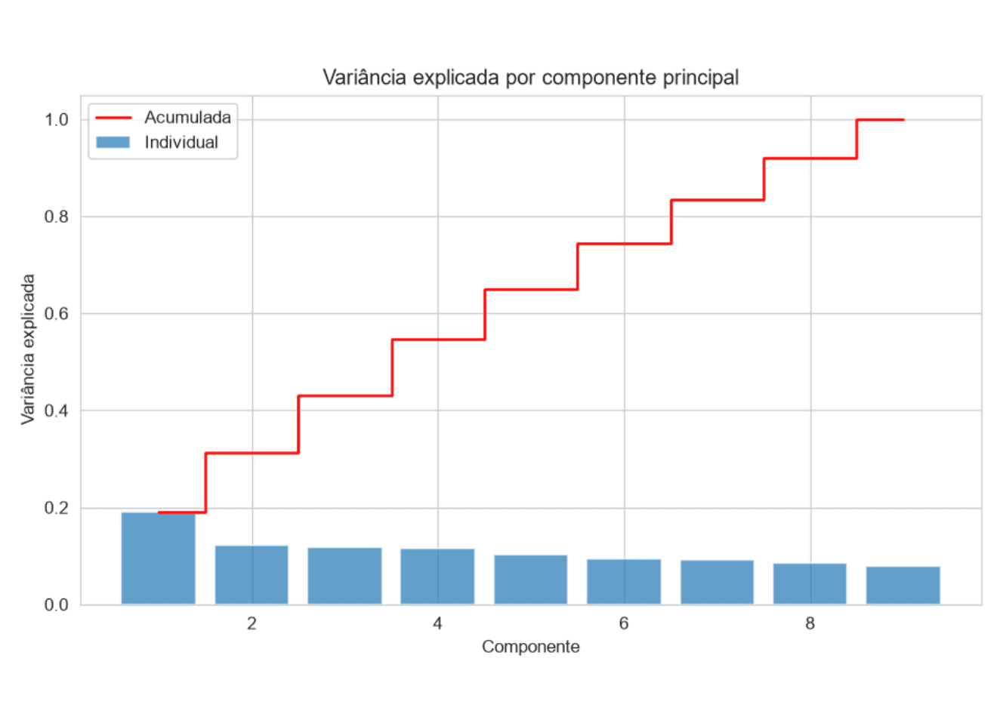 Variância explicada por componente principal
Acumulada
Individual
Variância explicada
1.0
0.8
0.6
0.4
0.2
0.0
2 4 6 8
Componente